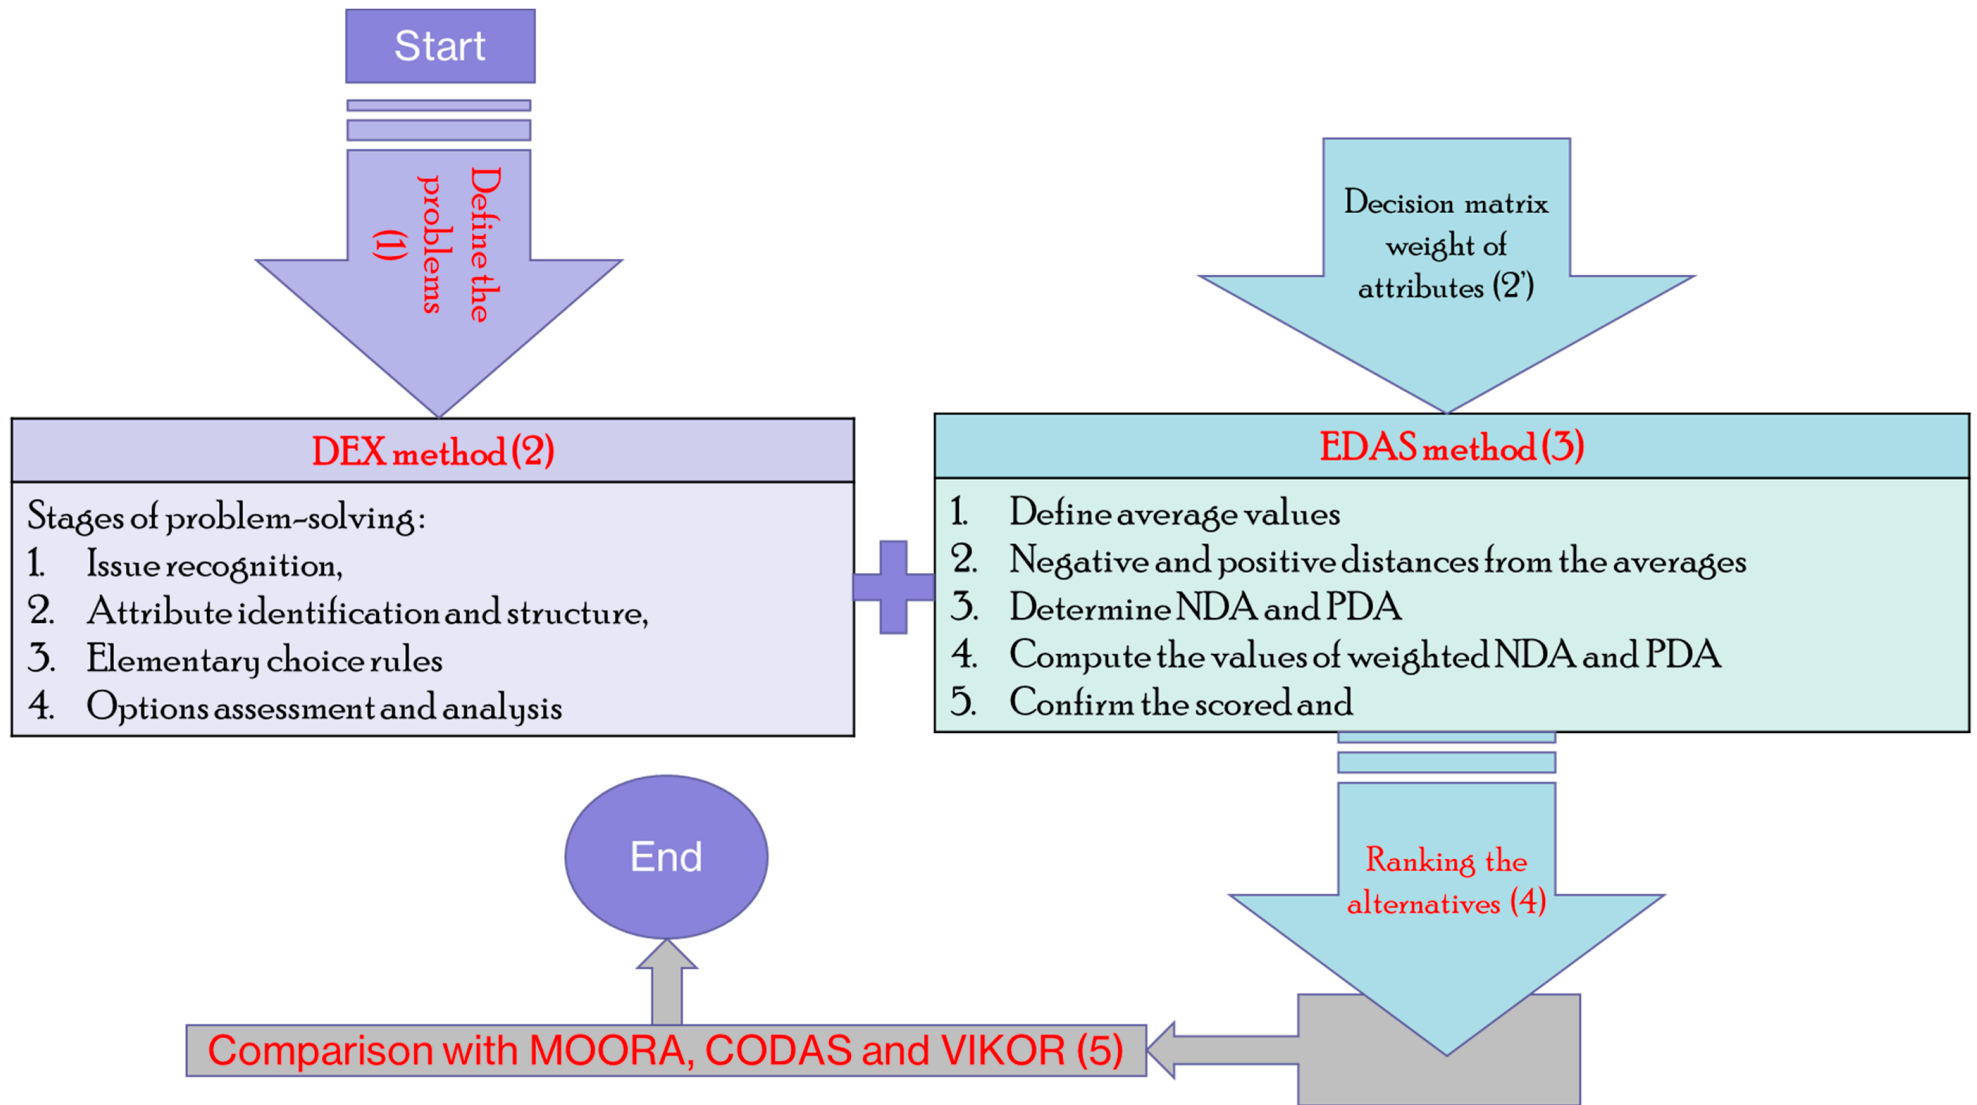 Start
Define the
problems
(1)
Decision matrix
weight of
attributes (2')
DEX method (2)
Stages of problem-solving:
1. Issue recognition,
2. Attribute identification and structure,
3. Elementary choice rules
4. Options assessment and analysis
EDAS method (3)
1. Define average values
2. Negative and positive distances from the averages
3. Determine NDA and PDA
4. Compute the values of weighted NDA and PDA
5. Confirm the scored and
Ranking the
alternatives (4)
Comparison with MOORA, CODAS and VIKOR (5)
End